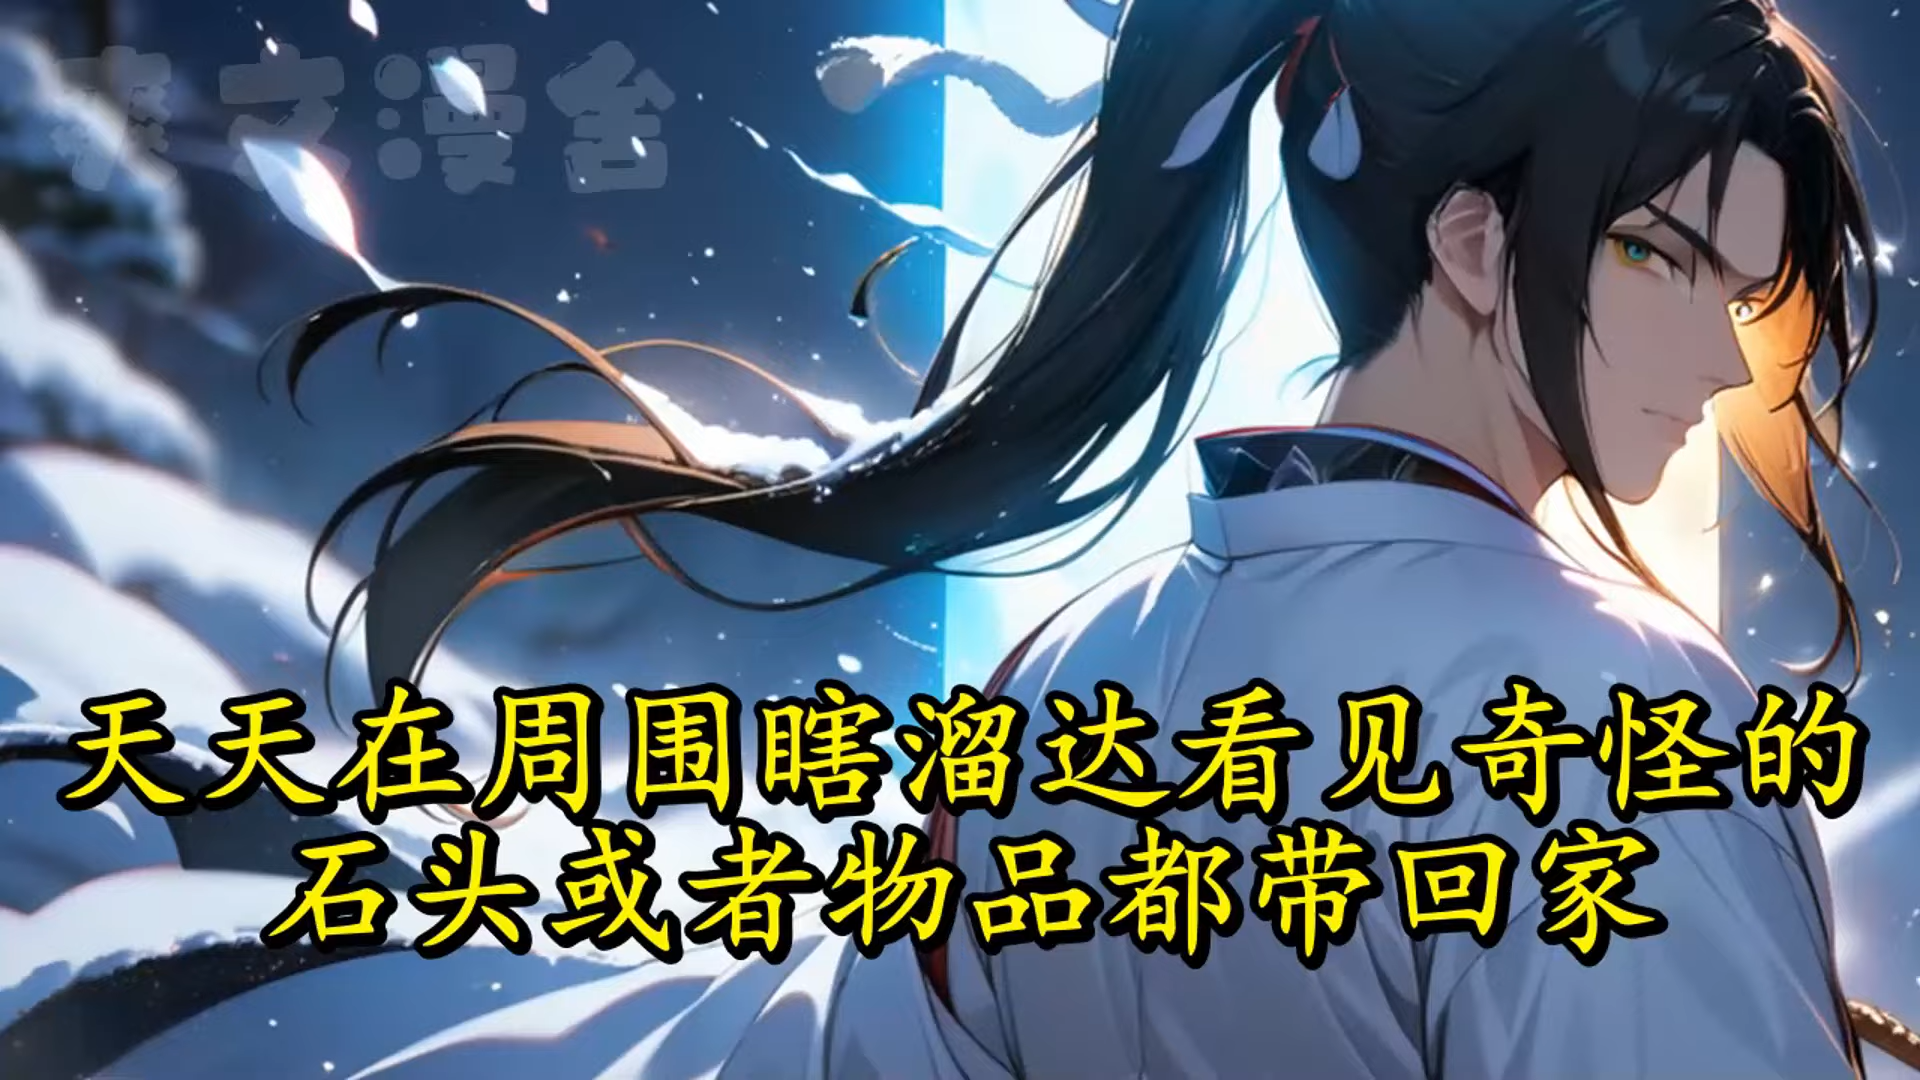 爽文漫舍
天天在周围瞎溜达看见奇怪的
石头或者物品都带回家